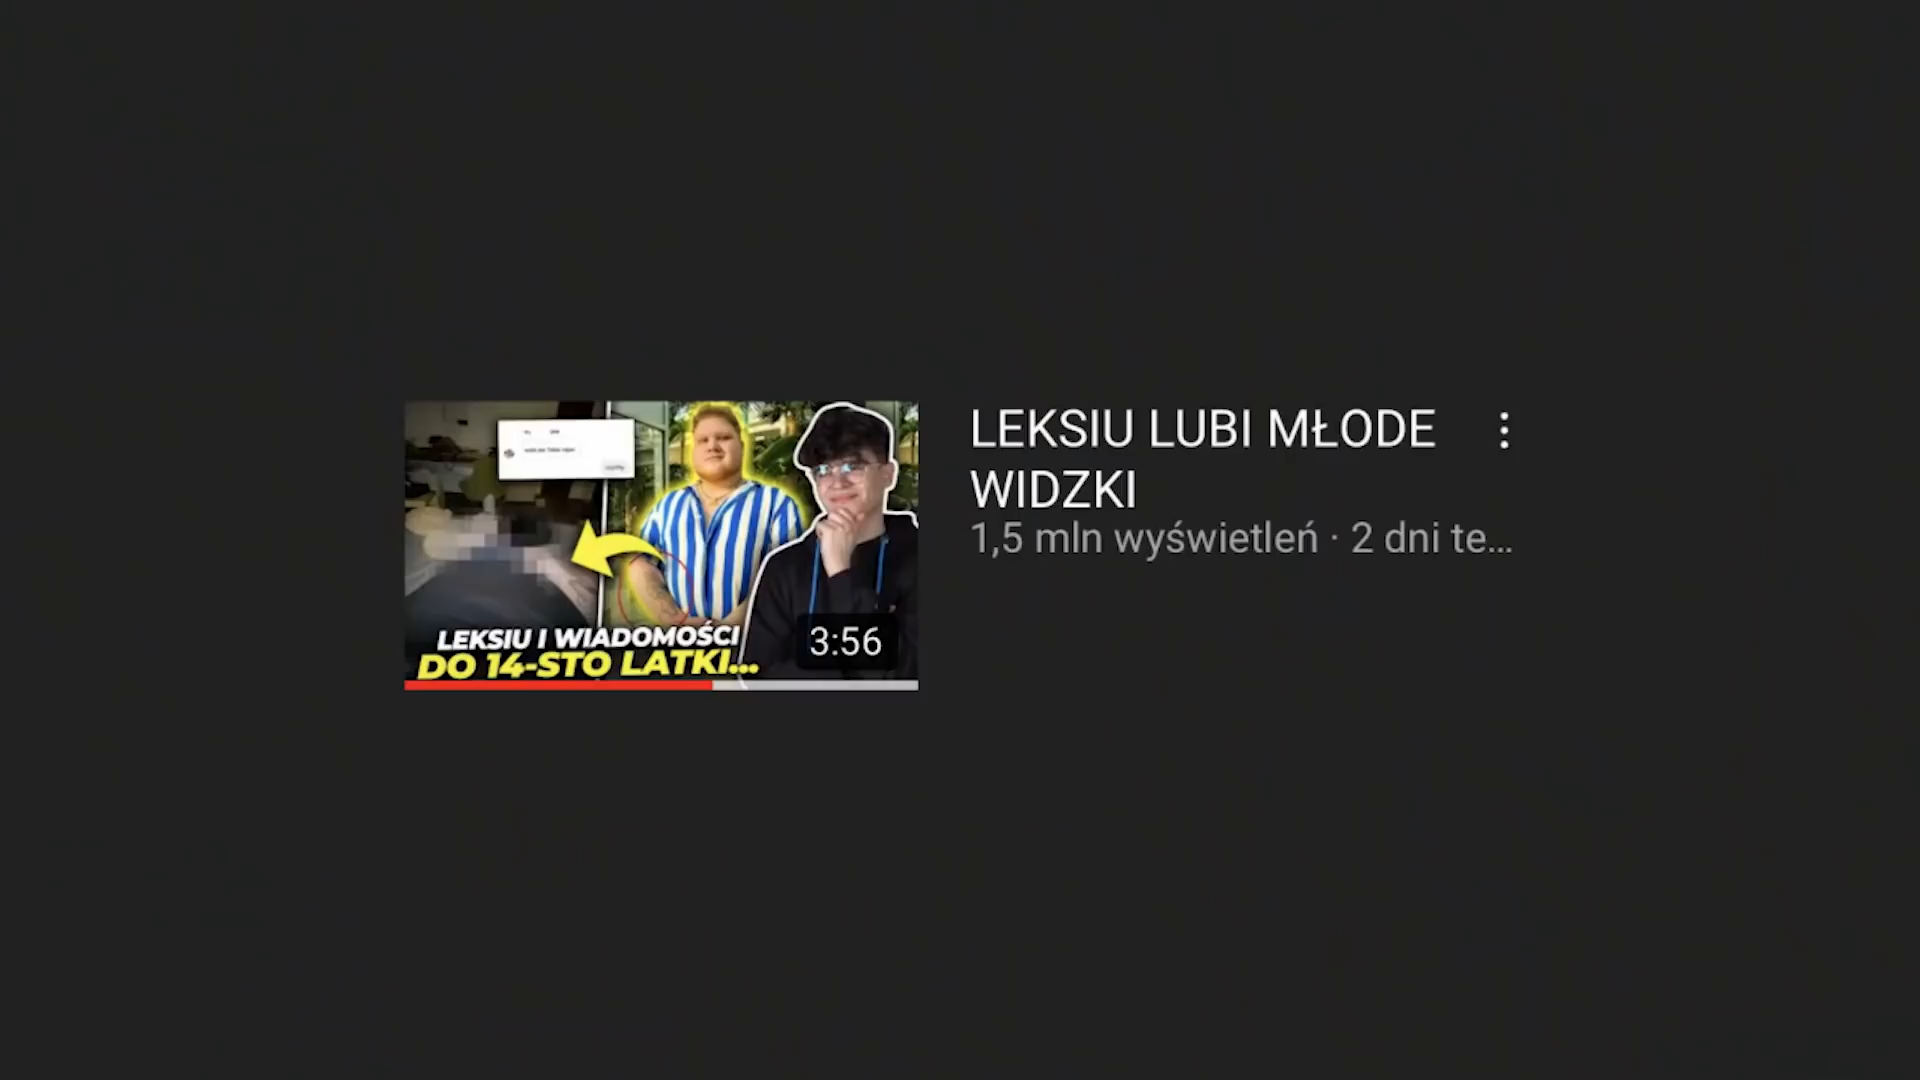 LEKSIU LUBI MŁODE
WIDZKI
1,5 mln wyświetleń · 2 dni te...
LEKSIU I WIADOMOŚCI
DO 14-STO LATKI...
3:56